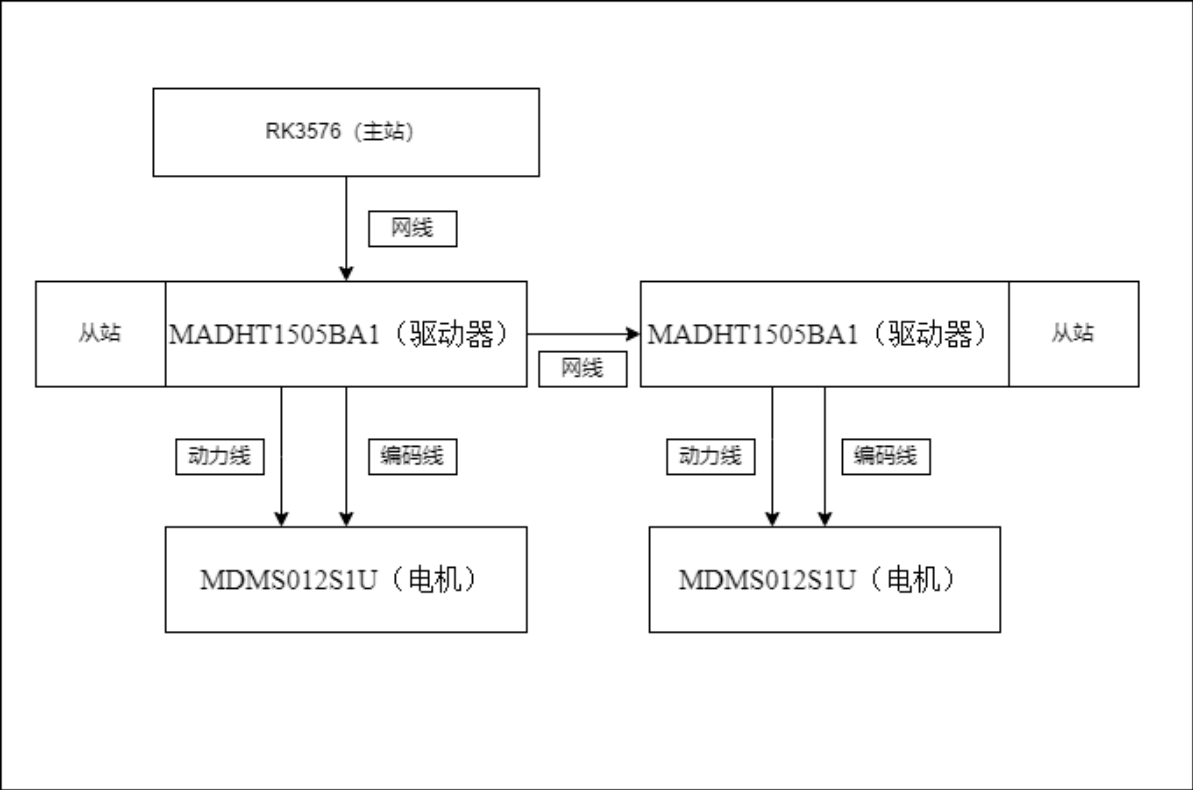 RK3576（主站）
网线
从站
MADHT1505BA1（驱动器）
网线
MADHT1505BA1（驱动器）
从站
动力线
编码线
动力线
编码线
MDMS012S1U（电机）
MDMS012S1U（电机）